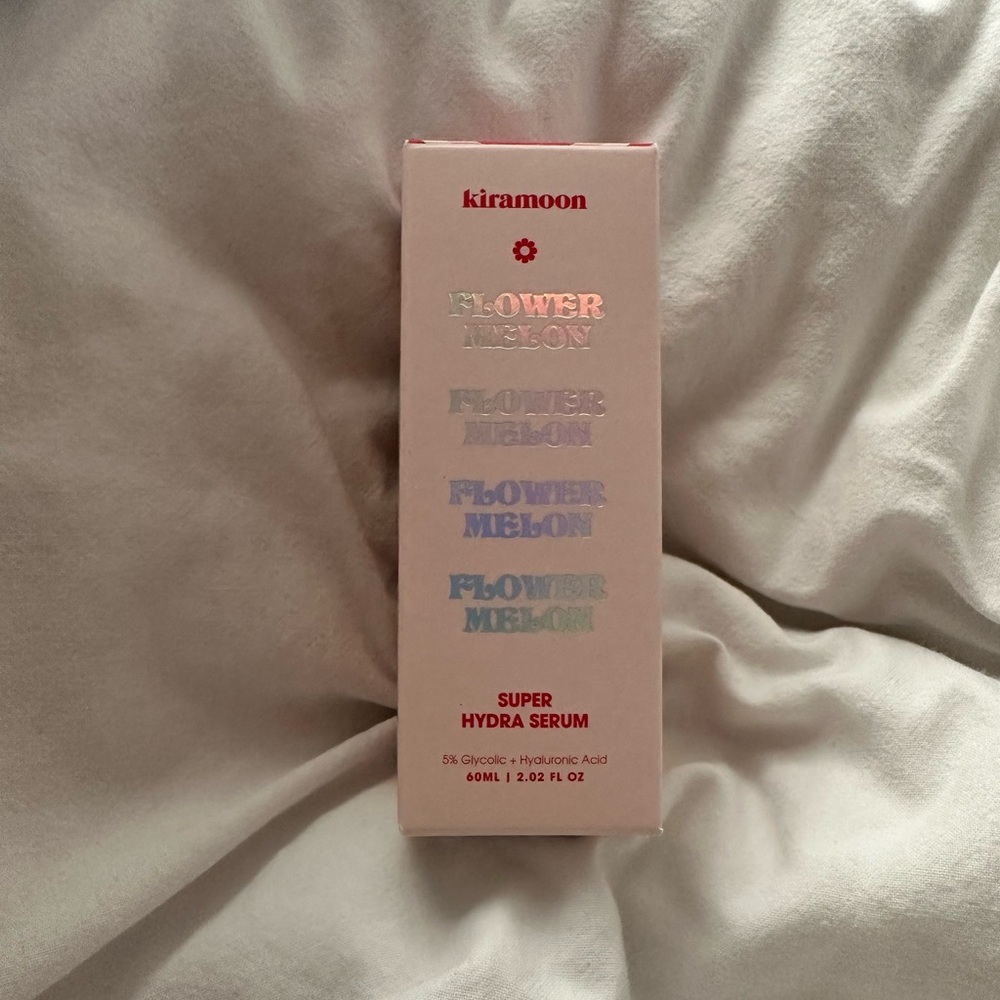 kiramoon
FLOWER
MELON
FLOWER
MELON
FLOWER
MELON
FLOWER
MELON
SUPER
HYDRA SERUM
5% Glycolic + Hyaluronic Acid
60ML | 2.02 FL OZ